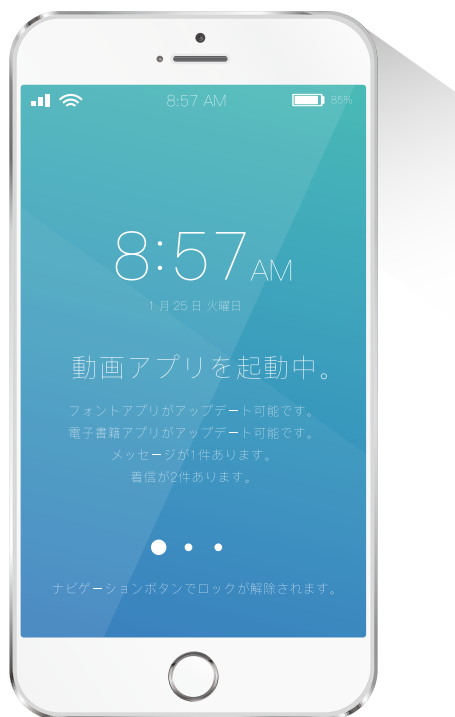 8:57 AM
85%
8:57 AM
1 月 25 日 火曜日
動画アプリを起動中。
フォントアプリがアップデート可能です。
電子書籍アプリがアップデート可能です。
メッセージが1件あります。
着信が2件あります。
ナビゲーションボタンでロックが解除されます。